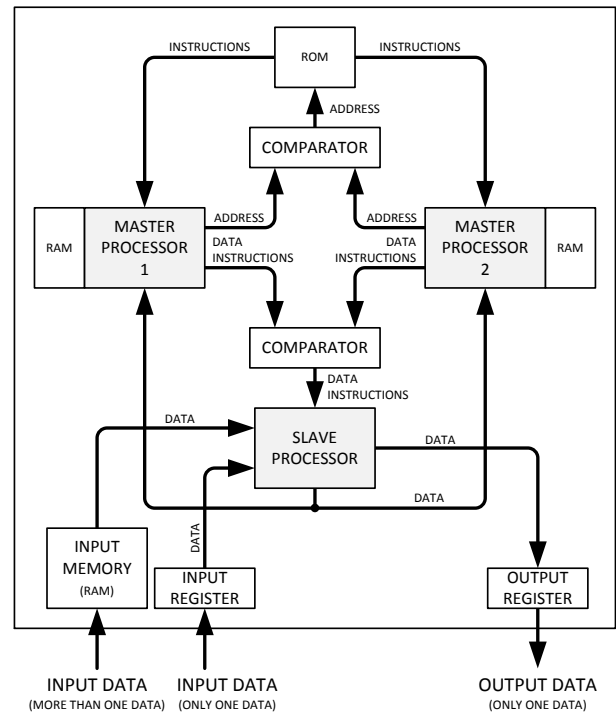 INSTRUCTIONS
INSTRUCTIONS
ROM
ADDRESS
COMPARATOR
RAM
MASTER
PROCESSOR
1
ADDRESS
DATA
INSTRUCTIONS
ADDRESS
DATA
INSTRUCTIONS
MASTER
PROCESSOR
2
RAM
COMPARATOR
DATA
INSTRUCTIONS
DATA
SLAVE
PROCESSOR
DATA
DATA
DATA
INPUT
MEMORY
(RAM)
INPUT
REGISTER
OUTPUT
REGISTER
INPUT DATA
(MORE THAN ONE DATA)
INPUT DATA
(ONLY ONE DATA)
OUTPUT DATA
(ONLY ONE DATA)